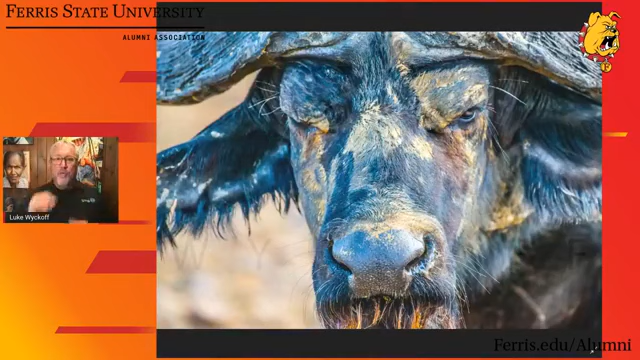 FERRIS STATE UNIVERSITY
ALUMNI ASSOCIATION
Luke Wyckoff
Ferris.edu/Alumni